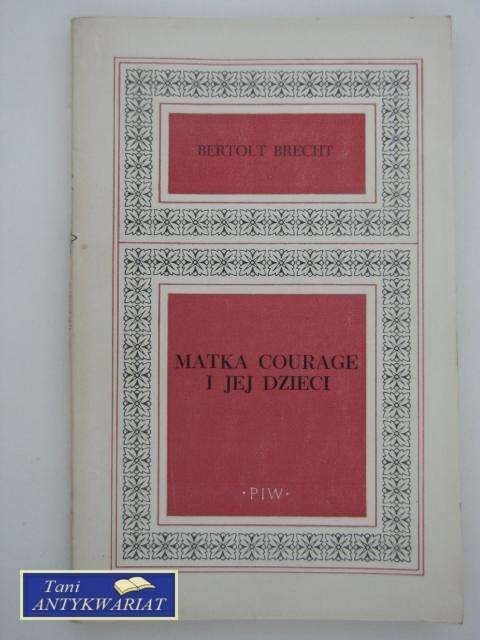 BERTOLT BRECHT
MATKA COURAGE
I JEJ DZIECI
·PIW·
Tani
ANTYKWARIAT